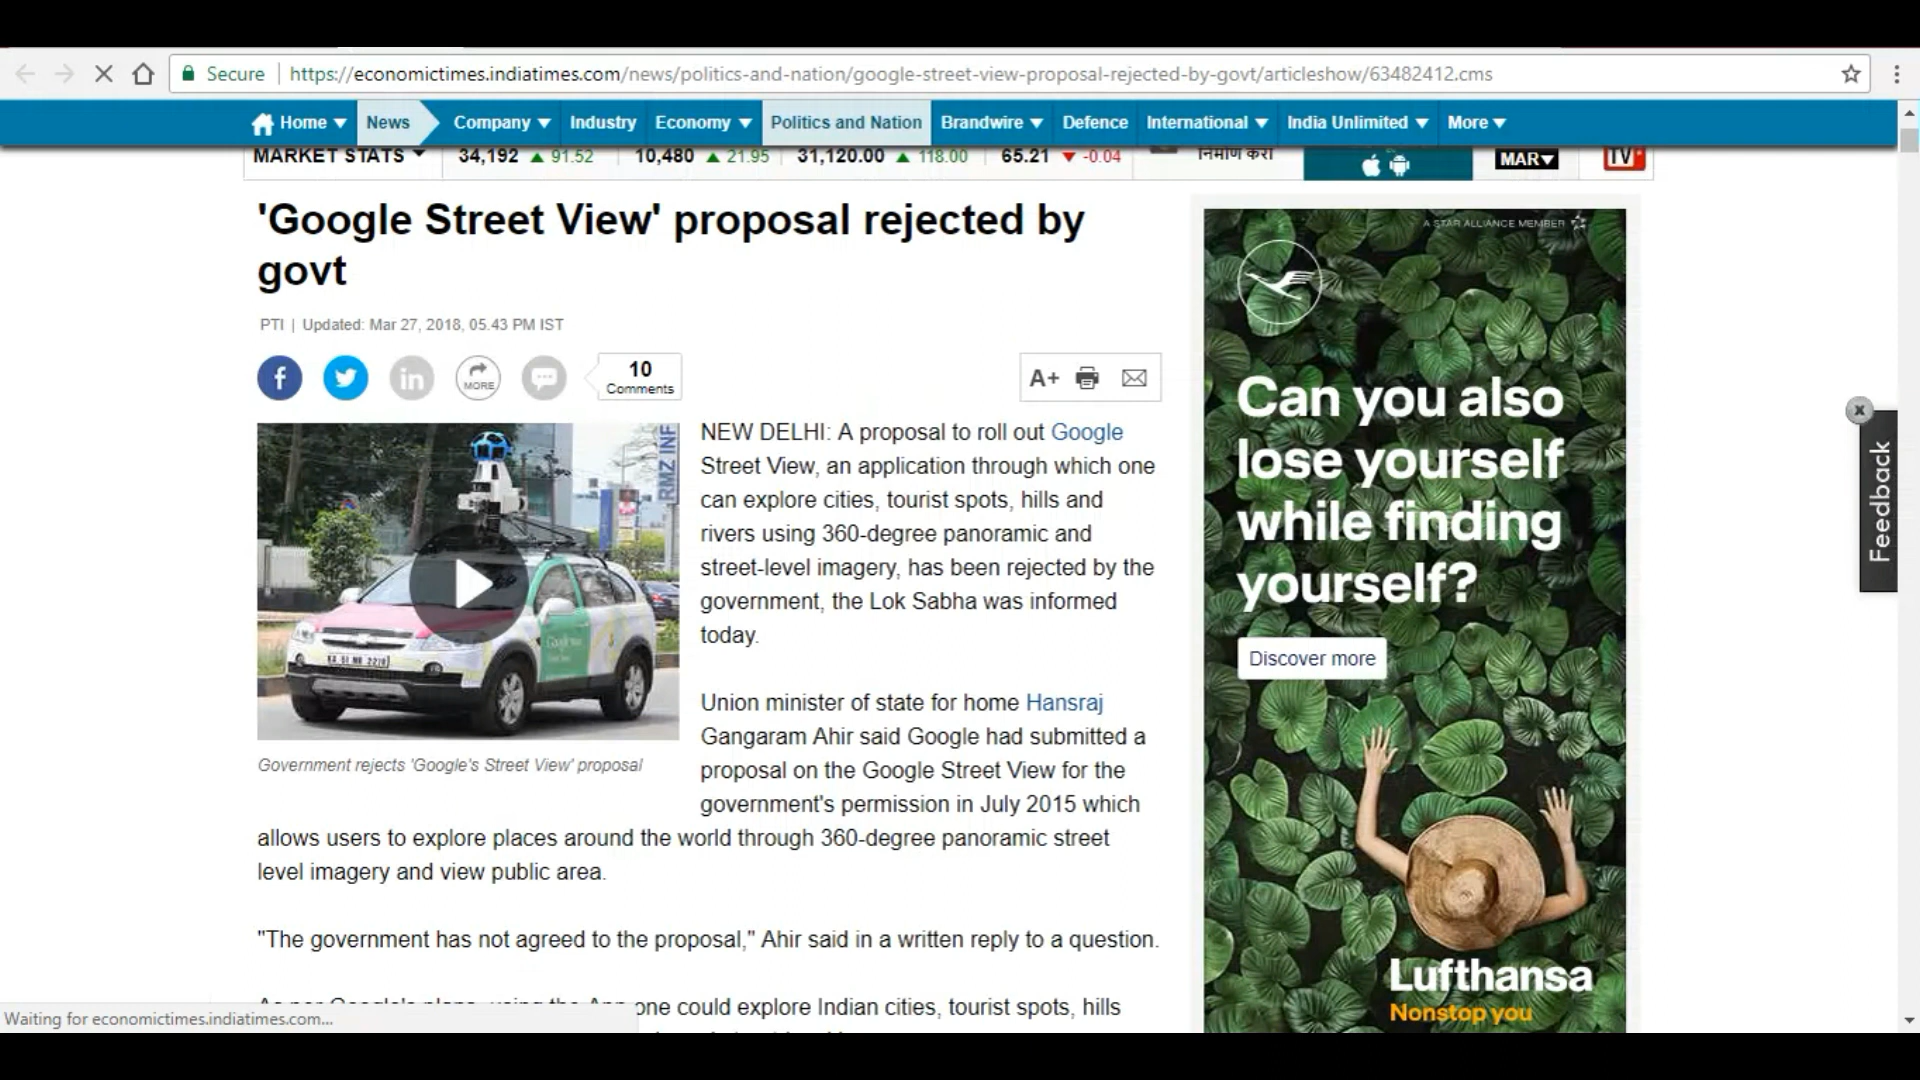 Secure
https://economictimes.indiatimes.com/news/politics-and-nation/google-street-view-proposal-rejected-by-govt/articleshow/63482412.cms
Home News Company Industry Economy Politics and Nation Brandwire Defence International India Unlimited More
MARKET STATS 34,192 91.52 10,480 21.95 31,120.00 118.00 65.21 -0.04 निर्माण करा MAR TV
'Google Street View' proposal rejected by
govt
PTI | Updated: Mar 27, 2018, 05.43 PM IST
MORE
10
Comments
A+
RMZ INF
KA 51 MB 2218
Government rejects 'Google's Street View' proposal
NEW DELHI: A proposal to roll out Google
Street View, an application through which one
can explore cities, tourist spots, hills and
rivers using 360-degree panoramic and
street-level imagery, has been rejected by the
government, the Lok Sabha was informed
today.
Union minister of state for home Hansraj
Gangaram Ahir said Google had submitted a
proposal on the Google Street View for the
government's permission in July 2015 which
allows users to explore places around the world through 360-degree panoramic street
level imagery and view public area.
"The government has not agreed to the proposal," Ahir said in a written reply to a question.
one could explore Indian cities, tourist spots, hills
Waiting for economictimes.indiatimes.com...
A STAR ALLIANCE MEMBER
Can you also
lose yourself
while finding
yourself?
Discover more
Lufthansa
Nonstop you
Feedback